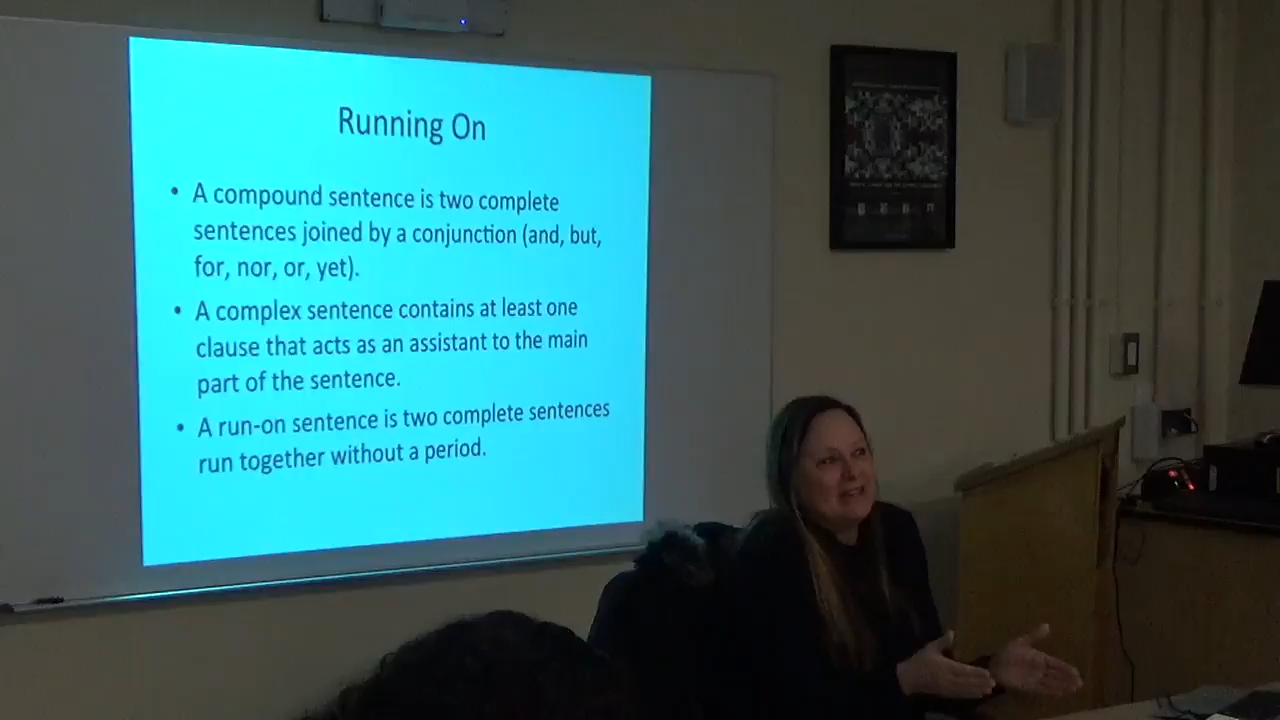 Running On
• A compound sentence is two complete
sentences joined by a conjunction (and, but,
for, nor, or, yet).
• A complex sentence contains at least one
clause that acts as an assistant to the main
part of the sentence.
• A run-on sentence is two complete sentences
run together without a period.